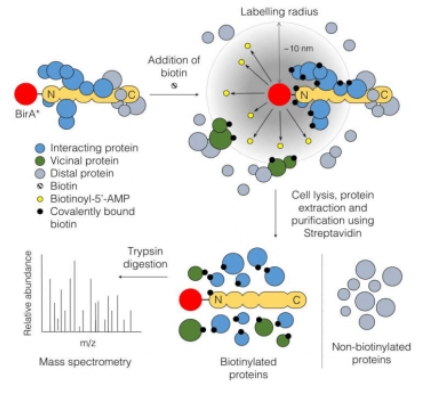 Labelling radius
~10 nm
Addition of
biotin
N
C
BirA*
N
C
Interacting protein
Vicinal protein
Distal protein
Biotin
Biotinoyl-5'-AMP
Covalently bound
biotin
Cell lysis, protein
extraction and
purification using
Streptavidin
Trypsin
digestion
Relative abundance
m/z
Mass spectrometry
N
C
Biotinylated
proteins
Non-biotinylated
proteins